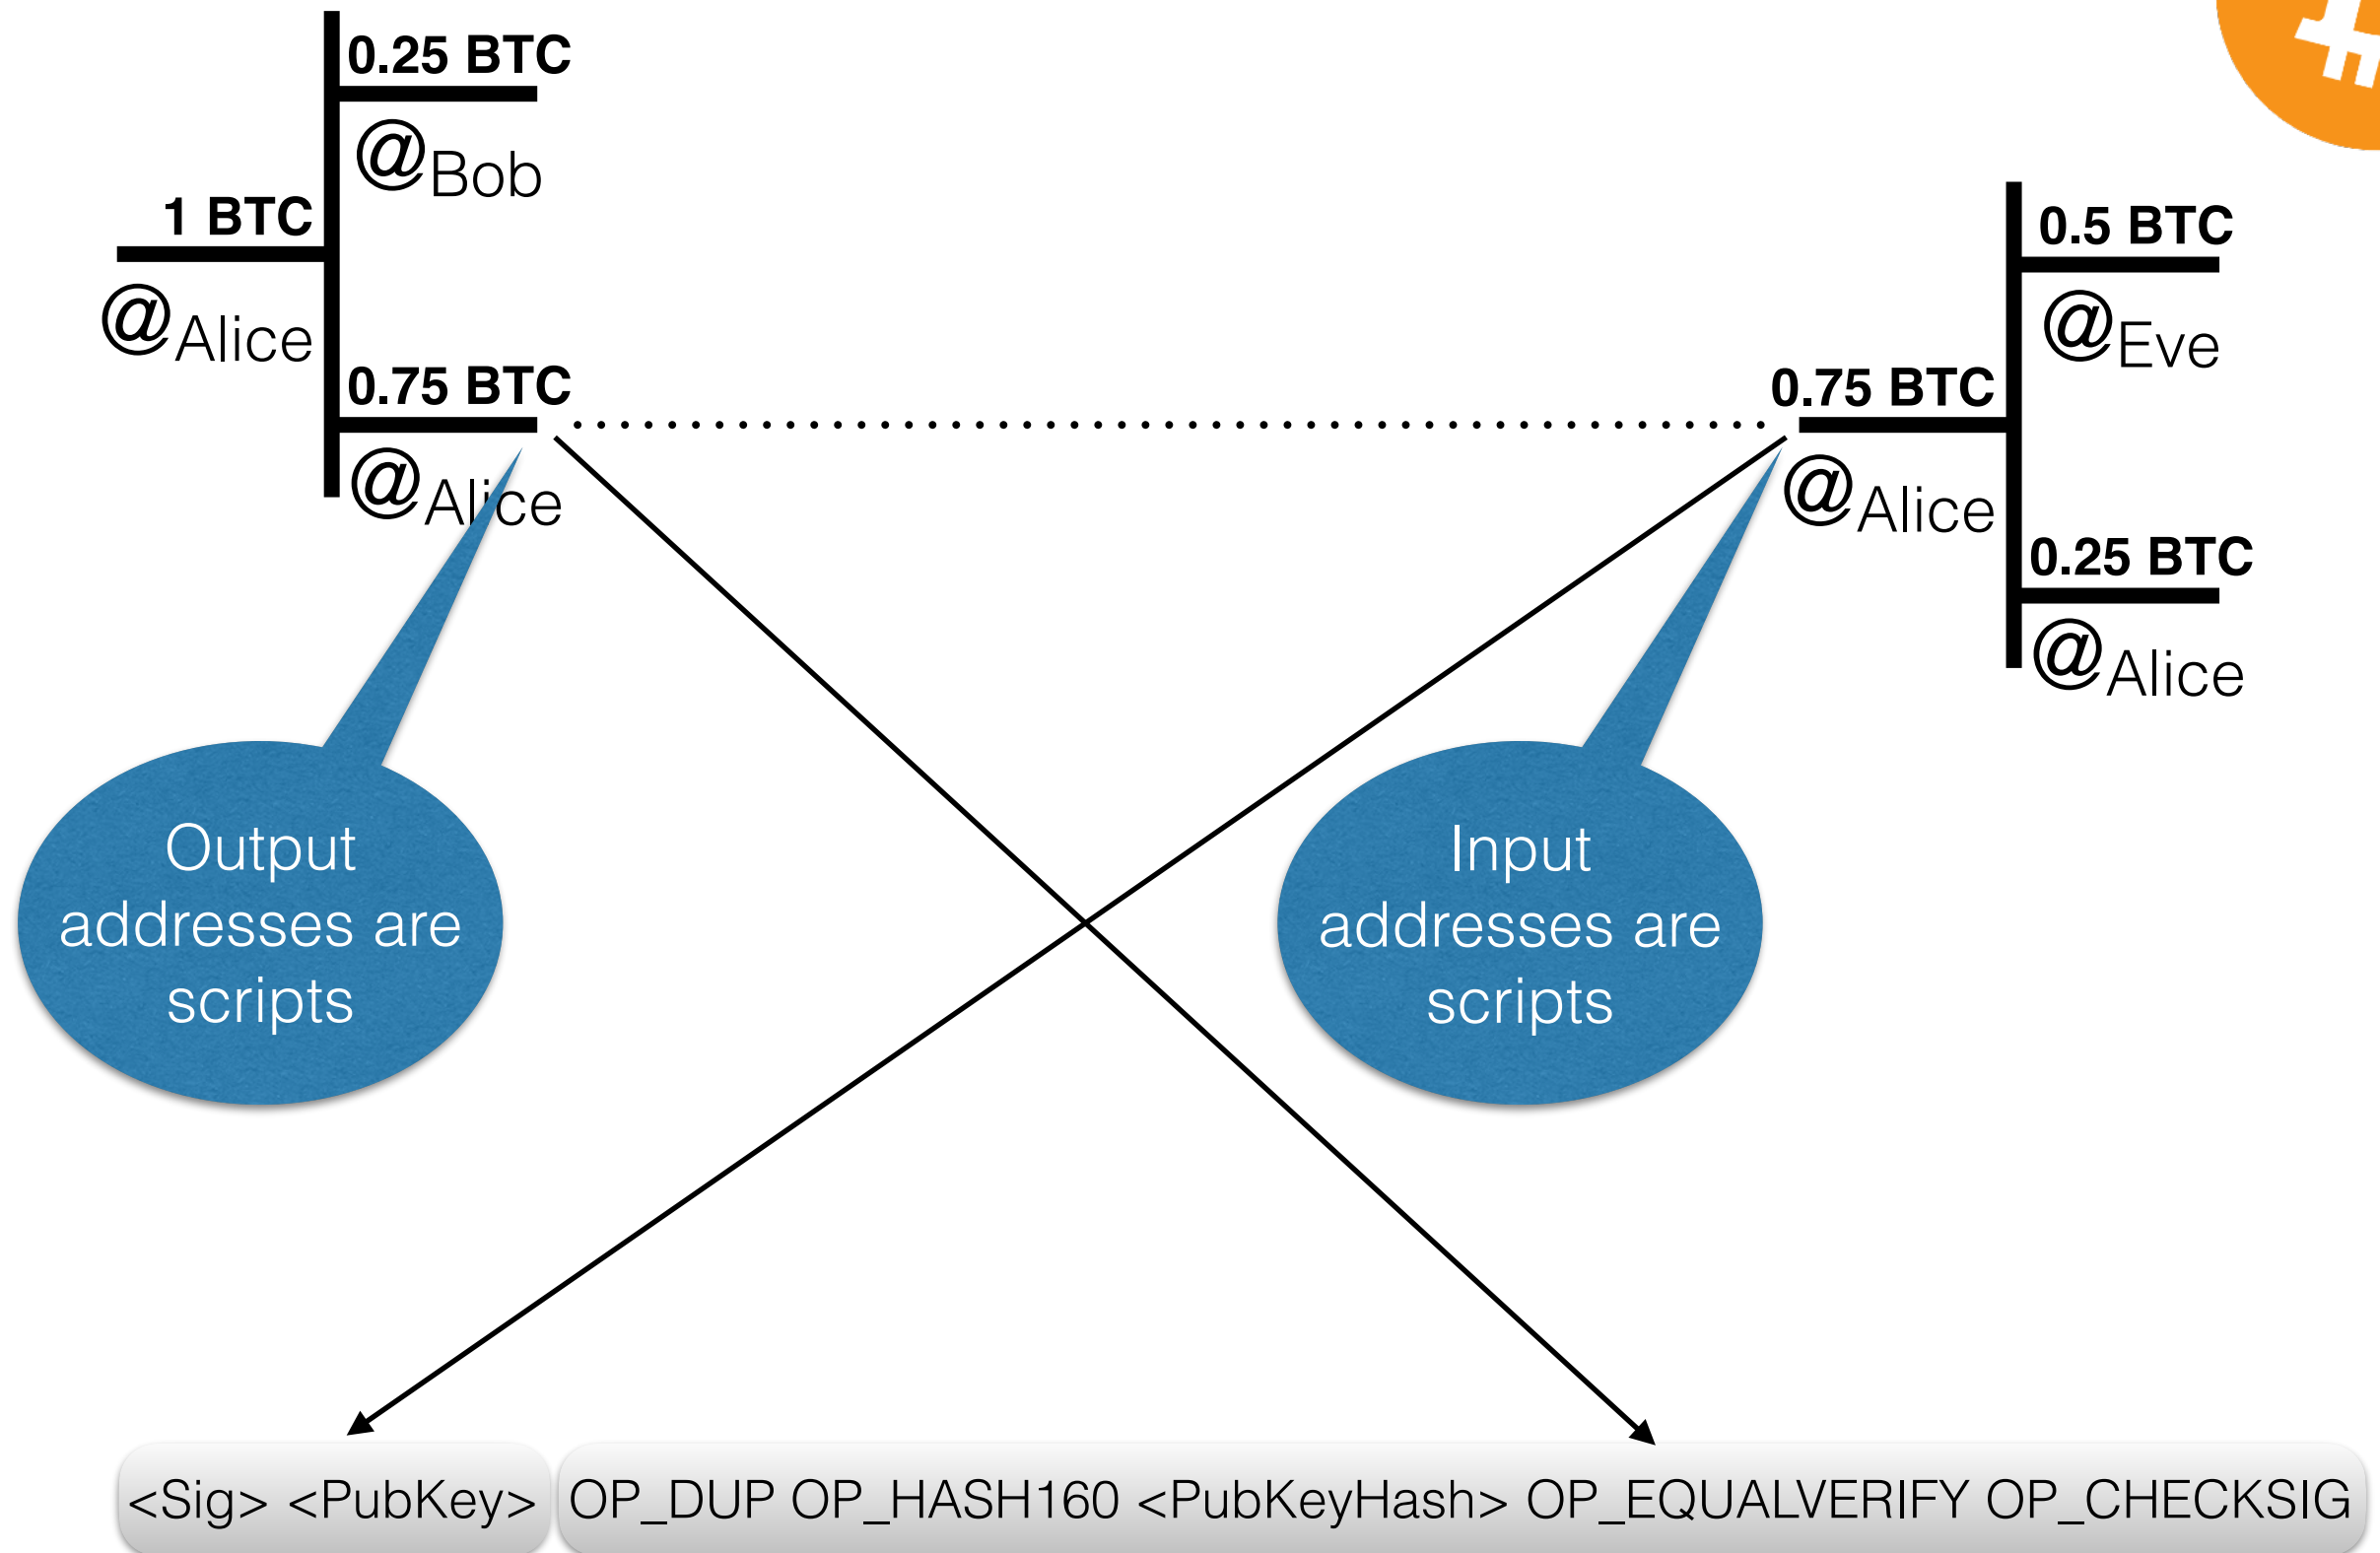 0.25 BTC
@Bob
1 BTC
@Alice
0.75 BTC
@Alice
0.5 BTC
@Eve
0.75 BTC
@Alice
0.25 BTC
@Alice
Output
addresses are
scripts
Input
addresses are
scripts
<Sig> <PubKey> OP_DUP OP_HASH160 <PubKeyHash> OP_EQUALVERIFY OP_CHECKSIG